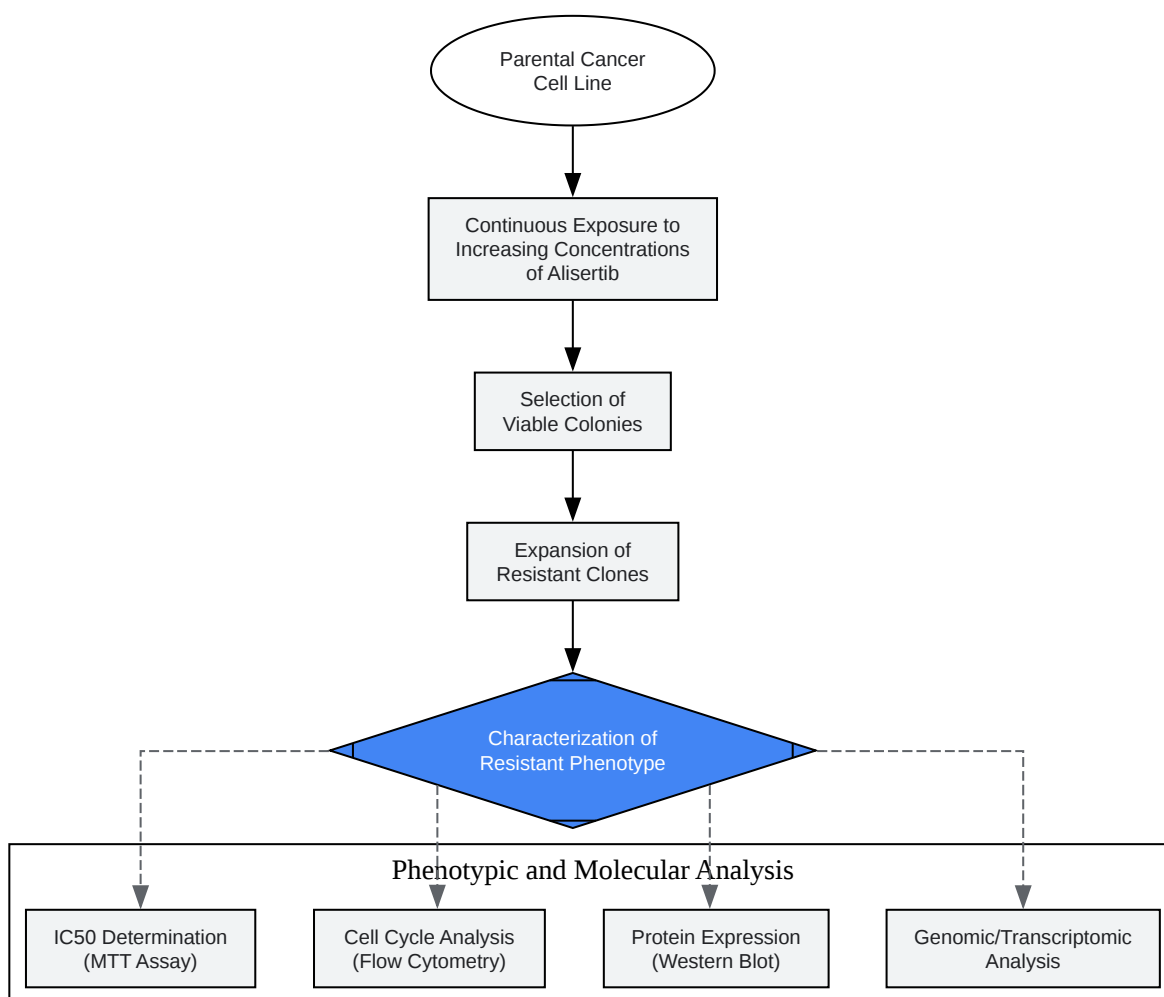 Parental Cancer
Cell Line
Continuous Exposure to
Increasing Concentrations
of Alisertib
Selection of
Viable Colonies
Expansion of
Resistant Clones
Characterization of
Resistant Phenotype
Phenotypic and Molecular Analysis
IC50 Determination
(MTT Assay)
Cell Cycle Analysis
(Flow Cytometry)
Protein Expression
(Western Blot)
Genomic/Transcriptomic
Analysis